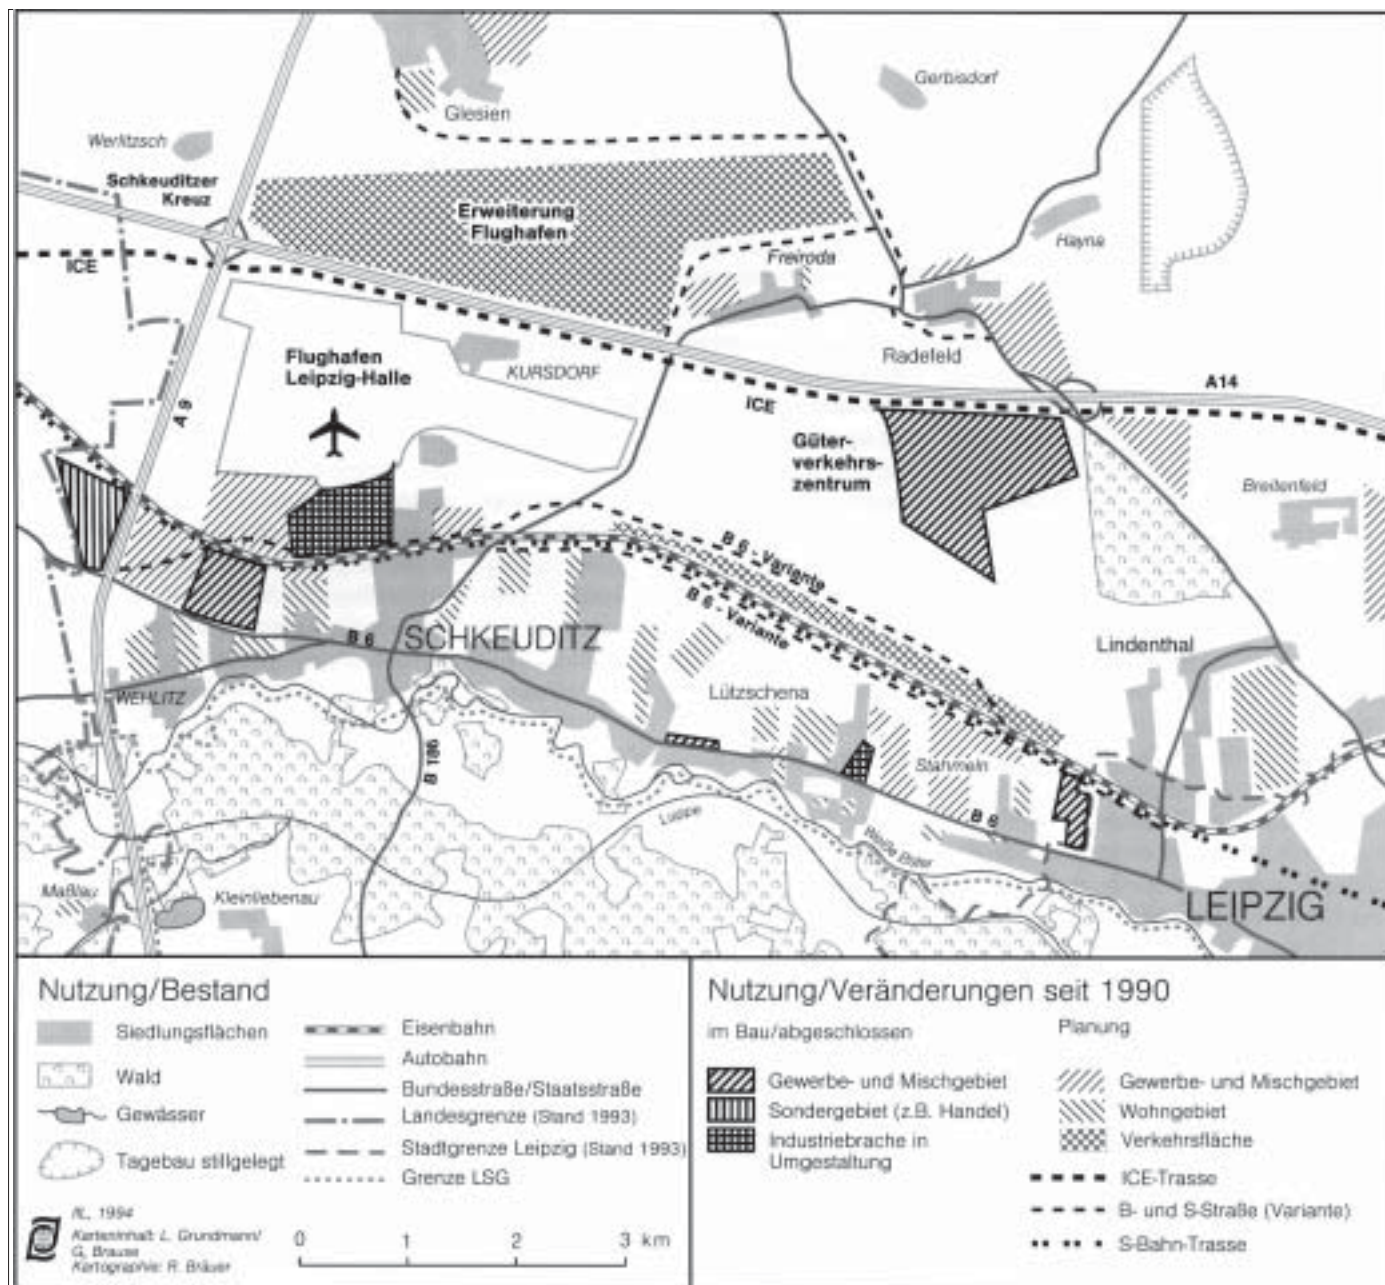 Glesien
Gerbisdorf
Werlitzsch
Schkeuditzer
Kreuz
Erweiterung
Flughafen
Hayna
ICE
Freiroda
Flughafen
Leipzig-Halle
KURSDORF
Radefeld
A 9
ICE
A14
Güter-
verkehrs-
zentrum
Breitenfeld
B 6 - Variante
B 6 - Variante
B 6
SCHKEUDITZ
Lindenthal
WEHLITZ
Lützschena
B 186
Stahmeln
Luppe
B 6
Weiße Elster
Maßlau
Kleinliebenau
LEIPZIG
Nutzung/Bestand
Siedlungsflächen
Wald
Gewässer
Tagebau stillgelegt
Eisenbahn
Autobahn
Bundesstraße/Staatsstraße
Landesgrenze (Stand 1993)
Stadtgrenze Leipzig (Stand 1993)
Grenze LSG
IfL, 1994
Karteninhalt: L. Grundmann/
G. Brause
Kartographie: R. Bräuer
0 1 2 3 km
Nutzung/Veränderungen seit 1990
im Bau/abgeschlossen
Gewerbe- und Mischgebiet
Sondergebiet (z.B. Handel)
Industriebrache in
Umgestaltung
Planung
Gewerbe- und Mischgebiet
Wohngebiet
Verkehrsfläche
ICE-Trasse
B- und S-Straße (Variante)
S-Bahn-Trasse